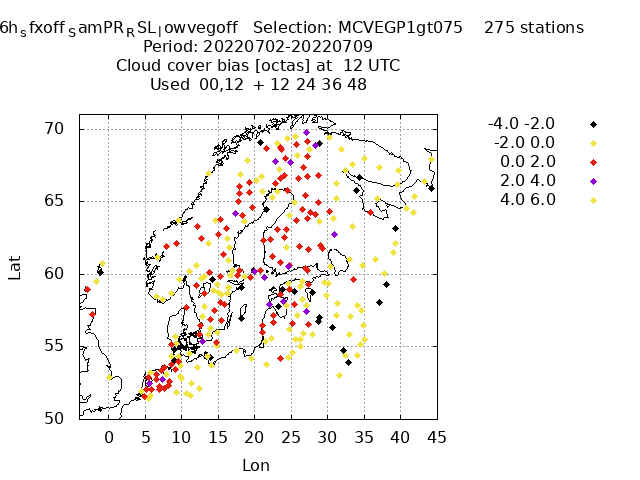 6h_sfxoff_samPR_RSL_lowvegoff Selection: MCVEGP1gt075 275 stations
Period: 20220702-20220709
Cloud cover bias [octas] at 12 UTC
Used 00,12 + 12 24 36 48
-4.0 -2.0
-2.0 0.0
0.0 2.0
2.0 4.0
4.0 6.0
70
65
60
55
50
Lat
0 5 10 15 20 25 30 35 40 45
Lon